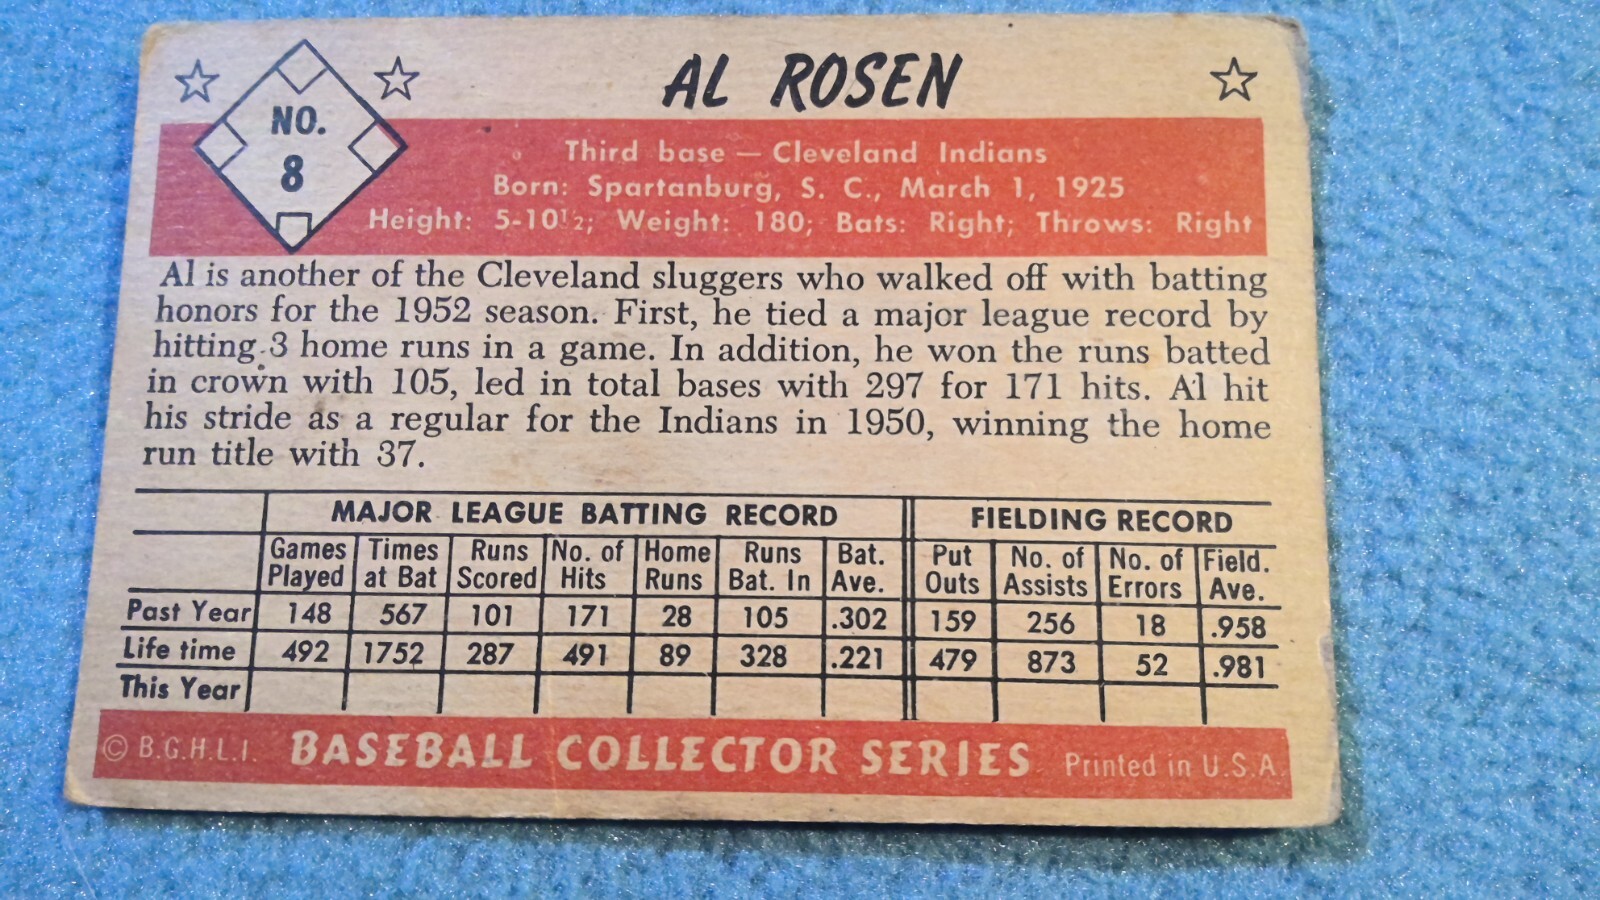 NO.
8
AL ROSEN
Third base — Cleveland Indians
Born: Spartanburg, S. C., March 1, 1925
Height: 5-10½; Weight: 180; Bats: Right; Throws: Right
Al is another of the Cleveland sluggers who walked off with batting
honors for the 1952 season. First, he tied a major league record by
hitting 3 home runs in a game. In addition, he won the runs batted
in crown with 105, led in total bases with 297 for 171 hits. Al hit
his stride as a regular for the Indians in 1950, winning the home
run title with 37.
MAJOR LEAGUE BATTING RECORD FIELDING RECORD
Games Times Runs No. of Home Runs Bat. Put No. of No. of Field.
Played at Bat Scored Hits Runs Bat. In Ave. Outs Assists Errors Ave.
Past Year 148 567 101 171 28 105 .302 159 256 18 .958
Life time 492 1752 287 491 89 328 .221 479 873 52 .981
This Year
© B.G.H.L.I. BASEBALL COLLECTOR SERIES Printed in U.S.A.